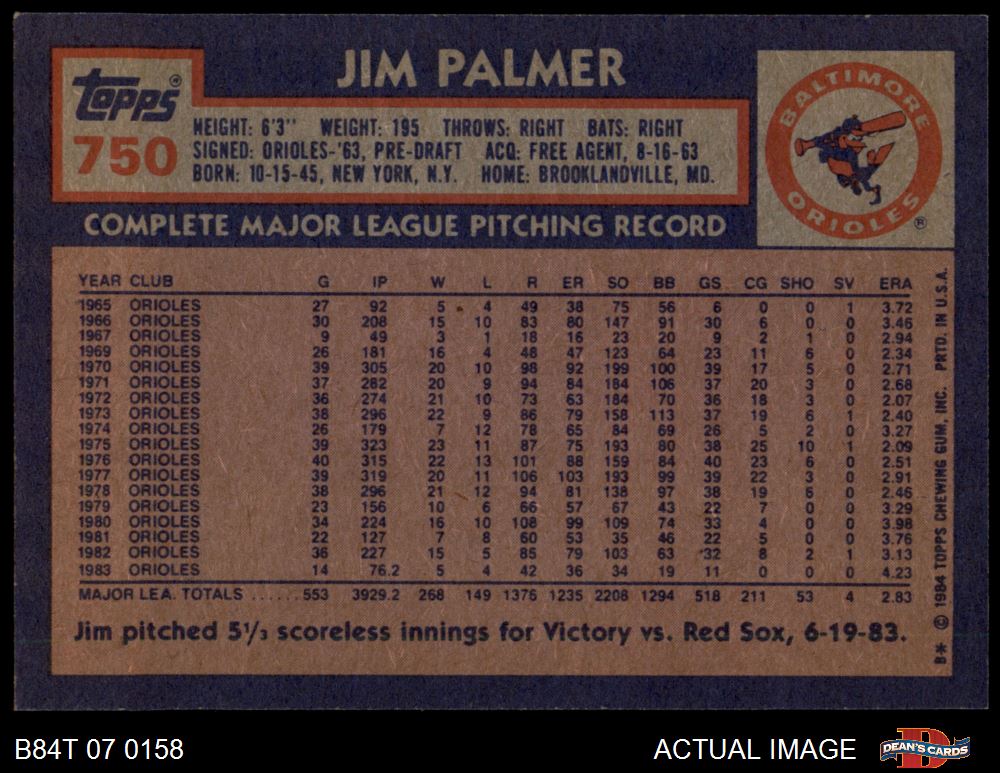 JIM PALMER
Topps®
750
HEIGHT: 6'3" WEIGHT: 195 THROWS: RIGHT BATS: RIGHT
SIGNED: ORIOLES-'63, PRE-DRAFT ACQ: FREE AGENT, 8-16-63
BORN: 10-15-45, NEW YORK, N.Y. HOME: BROOKLANDVILLE, MD.
BALTIMORE
ORIOLES ®
COMPLETE MAJOR LEAGUE PITCHING RECORD
YEAR CLUB G IP W L R ER SO BB GS CG SHO SV ERA
1965 ORIOLES 27 92 5 4 49 38 75 56 6 0 0 1 3.72
1966 ORIOLES 30 208 15 10 83 80 147 91 30 6 0 0 3.46
1967 ORIOLES 9 49 3 1 18 16 23 20 9 2 1 0 2.94
1969 ORIOLES 26 181 16 4 48 47 123 64 23 11 6 0 2.34
1970 ORIOLES 39 305 20 10 98 92 199 100 39 17 5 0 2.71
1971 ORIOLES 37 282 20 9 94 84 184 106 37 20 3 0 2.68
1972 ORIOLES 36 274 21 10 73 63 184 70 36 18 3 0 2.07
1973 ORIOLES 38 296 22 9 86 79 158 113 37 19 6 1 2.40
1974 ORIOLES 26 179 7 12 78 65 84 69 26 5 2 0 3.27
1975 ORIOLES 39 323 23 11 87 75 193 80 38 25 10 1 2.09
1976 ORIOLES 40 315 22 13 101 88 159 84 40 23 6 0 2.51
1977 ORIOLES 39 319 20 11 106 103 193 99 39 22 3 0 2.91
1978 ORIOLES 38 296 21 12 94 81 138 97 38 19 6 0 2.46
1979 ORIOLES 23 156 10 6 66 57 67 43 22 7 0 0 3.29
1980 ORIOLES 34 224 16 10 108 99 109 74 33 4 0 0 3.98
1981 ORIOLES 22 127 7 8 60 53 35 46 22 5 0 0 3.76
1982 ORIOLES 36 227 15 5 85 79 103 63 32 8 2 1 3.13
1983 ORIOLES 14 76.2 5 4 42 36 34 19 11 0 0 0 4.23
MAJOR LEA. TOTALS ...... 553 3929.2 268 149 1376 1235 2208 1294 518 211 53 4 2.83
Jim pitched 5⅓ scoreless innings for Victory vs. Red Sox, 6-19-83.
B* © 1984 TOPPS CHEWING GUM, INC. PRTD. IN U.S.A.
B84T 07 0158
ACTUAL IMAGE
DEAN'S CARDS